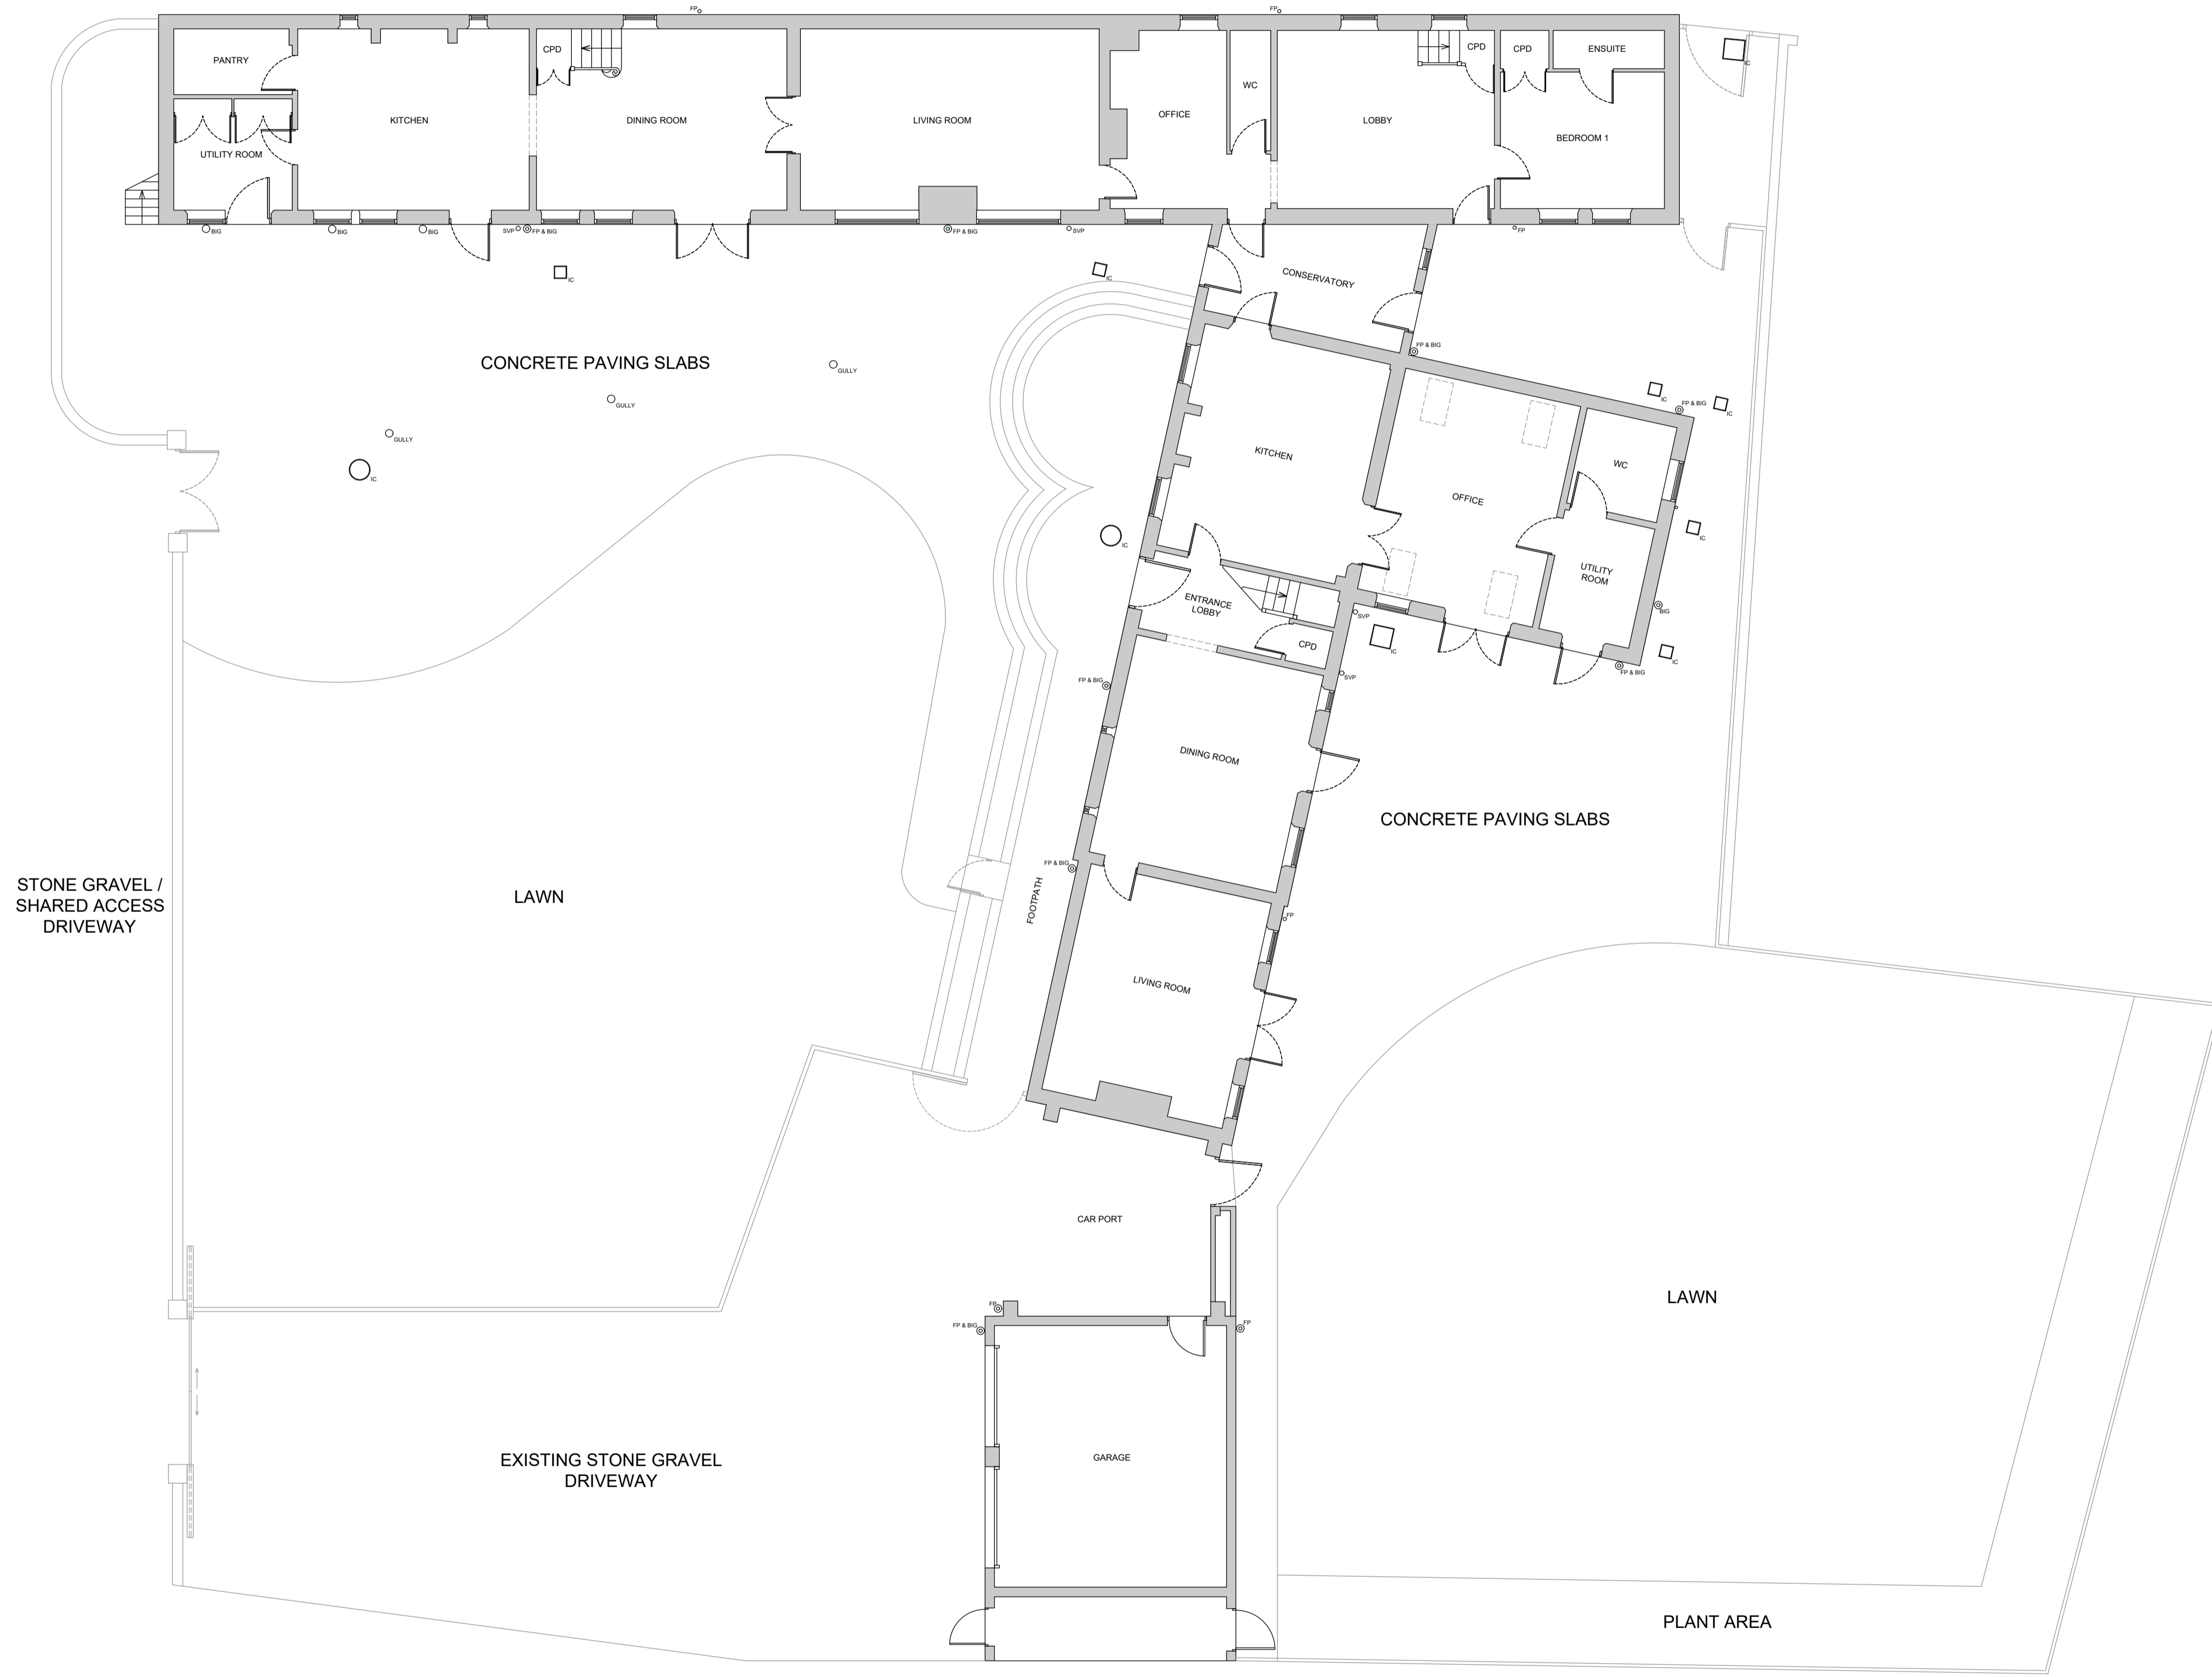 FP
FP
CPD
CPD
CPD
ENSUITE
IC
PANTRY
WC
OFFICE
KITCHEN
DINING ROOM
LIVING ROOM
LOBBY
BEDROOM 1
UTILITY ROOM
BIG
BIG
BIG
SVP
FP & BIG
FP & BIG
SVP
FP
IC
IC
CONSERVATORY
FP & BIG
CONCRETE PAVING SLABS
GULLY
GULLY
GULLY
IC
IC
FP & BIG
IC
KITCHEN
WC
OFFICE
IC
IC
UTILITY
ROOM
ENTRANCE
LOBBY
BIG
SVP
CPD
IC
IC
FP & BIG
SVP
FP & BIG
DINING ROOM
CONCRETE PAVING SLABS
FP & BIG
STONE GRAVEL /
SHARED ACCESS
DRIVEWAY
LAWN
FOOTPATH
FP
LIVING ROOM
CAR PORT
LAWN
FP
FP & BIG
FP
EXISTING STONE GRAVEL
DRIVEWAY
GARAGE
PLANT AREA